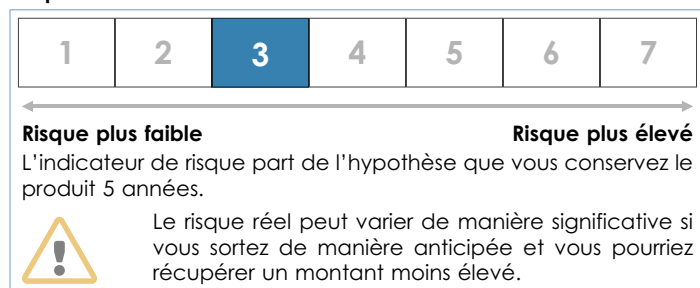 1 2 3 4 5 6 7
Risque plus faible Risque plus élevé
L'indicateur de risque part de l'hypothèse que vous conservez le
produit 5 années.
Le risque réel peut varier de manière significative si
vous sortez de manière anticipée et vous pourriez
récupérer un montant moins élevé.